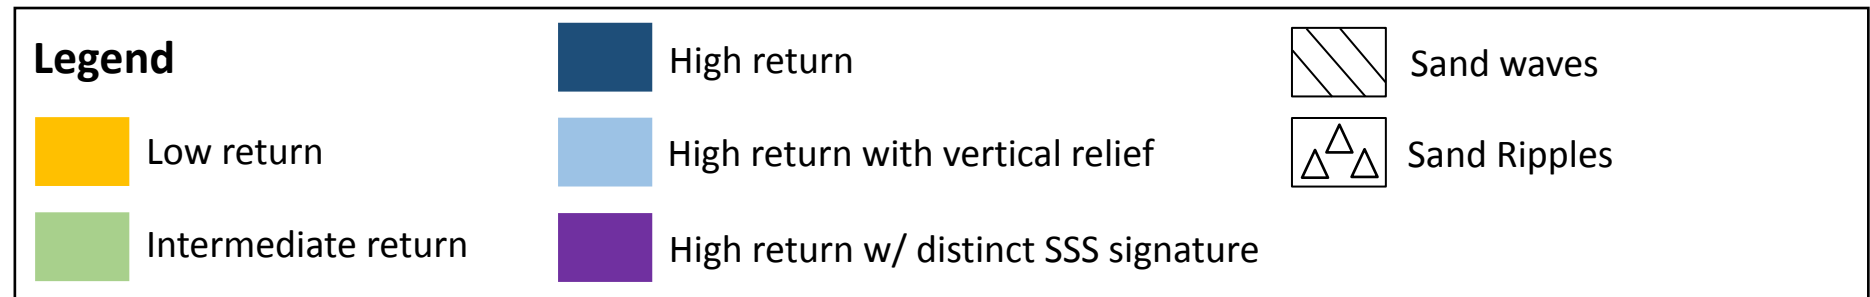 Legend
Low return
Intermediate return
High return
High return with vertical relief
High return w/ distinct SSS signature
Sand waves
Sand Ripples